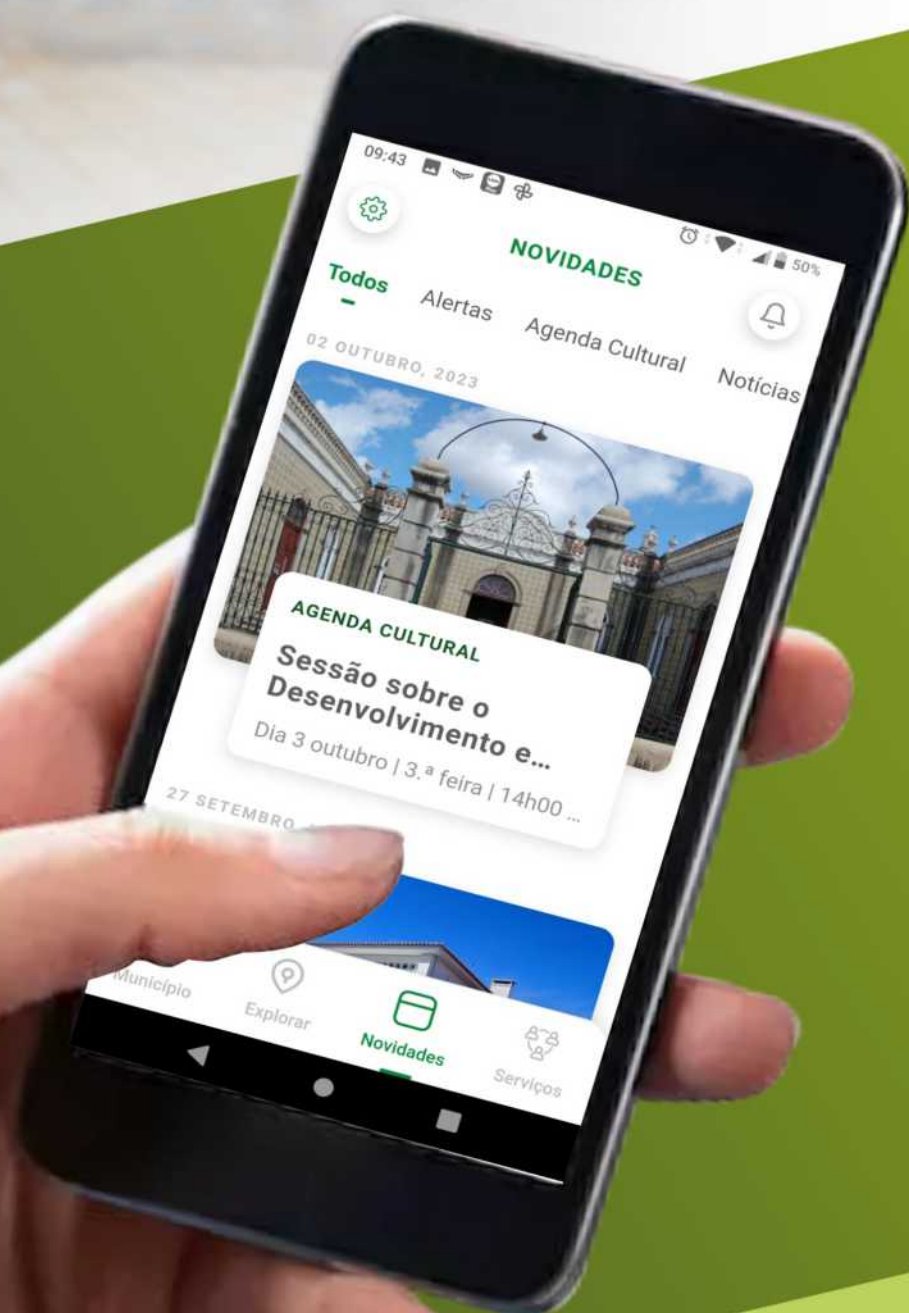 09:43
50%
NOVIDADES
Todos Alertas Agenda Cultural Notícias
02 OUTUBRO, 2023
AGENDA CULTURAL
Sessão sobre o
Desenvolvimento e...
Dia 3 outubro | 3.ª feira | 14h00 ...
27 SETEMBRO
Município Explorar Novidades Serviços